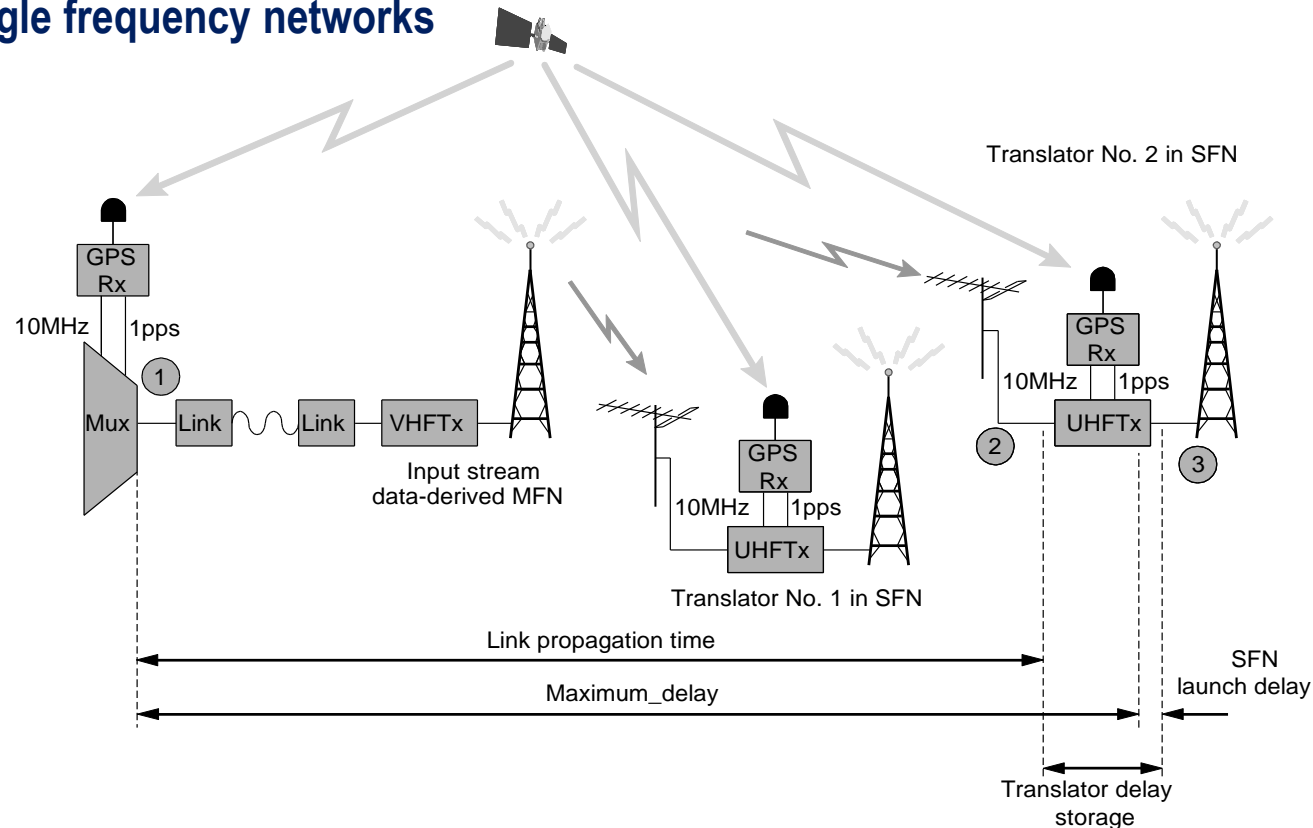 gle frequency networks
Translator No. 2 in SFN
GPS
Rx
10MHz
1pps
1
Mux
Link
Link
VHFTx
Input stream
data-derived MFN
GPS
Rx
10MHz
1pps
UHFTx
Translator No. 1 in SFN
GPS
Rx
10MHz
1pps
2
UHFTx
3
Link propagation time
Maximum_delay
SFN
launch delay
Translator delay
storage